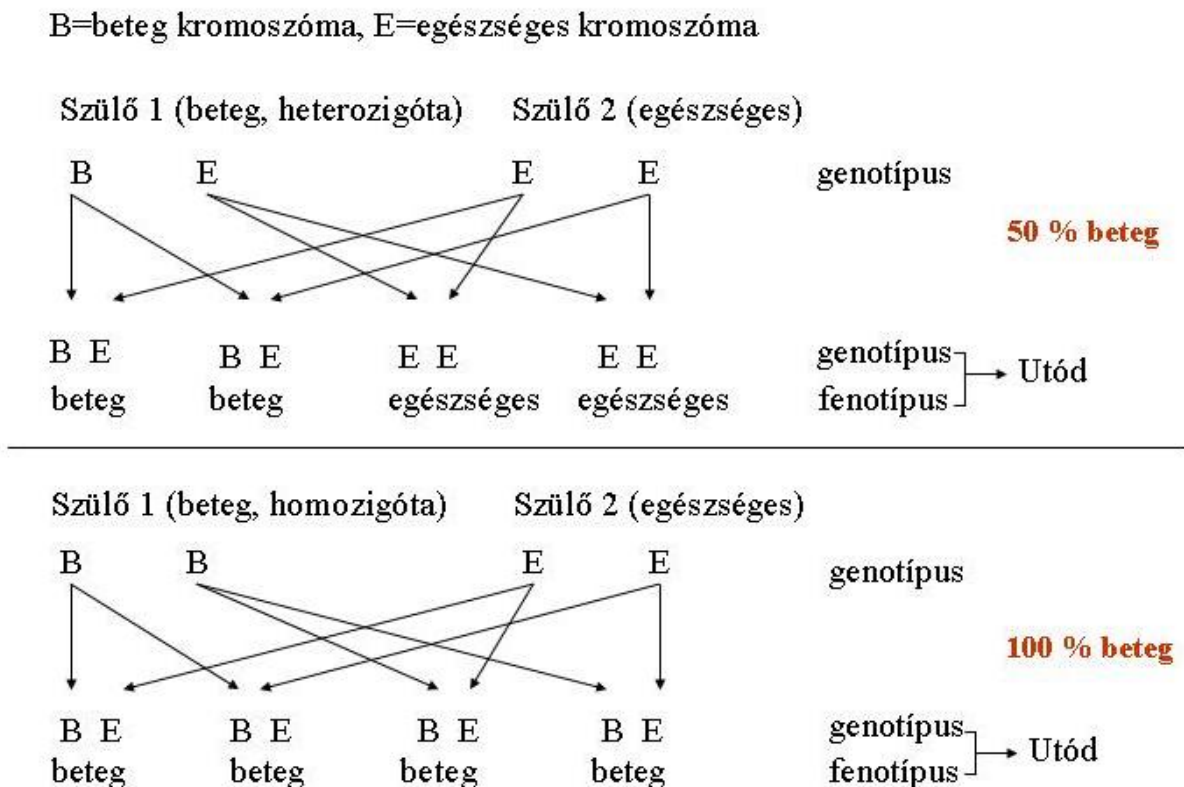 B=beteg kromoszóma, E=egészséges kromoszóma
Szülő 1 (beteg, heterozigóta) Szülő 2 (egészséges)
B E E E genotípus
50 % beteg
B E B E E E E E genotípus
beteg beteg egészséges egészséges fenotípus
Utód
Szülő 1 (beteg, homozigóta) Szülő 2 (egészséges)
B B E E genotípus
100 % beteg
B E B E B E B E genotípus
beteg beteg beteg beteg fenotípus
Utód